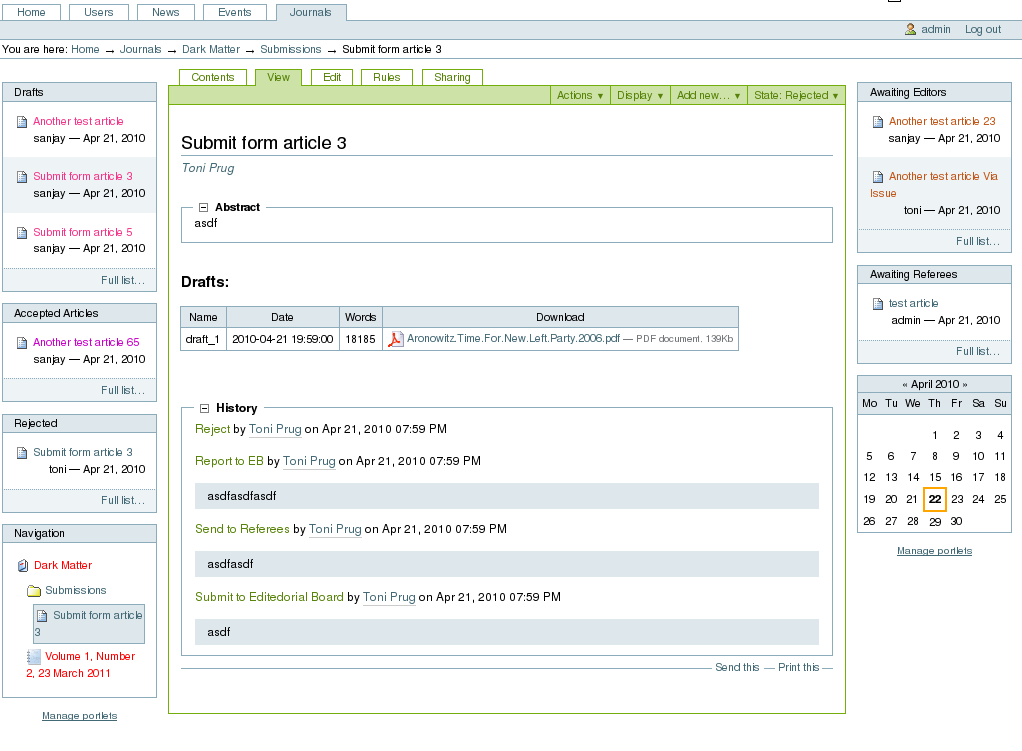 Home Users News Events Journals
admin Log out
You are here: Home → Journals → Dark Matter → Submissions → Submit form article 3
Drafts
Another test article
sanjay — Apr 21, 2010
Submit form article 3
sanjay — Apr 21, 2010
Submit form article 5
sanjay — Apr 21, 2010
Full list…
Accepted Articles
Another test article 65
sanjay — Apr 21, 2010
Full list…
Rejected
Submit form article 3
toni — Apr 21, 2010
Full list…
Navigation
Dark Matter
Submissions
Submit form article
3
Volume 1, Number
2, 23 March 2011
Manage portlets
Contents View Edit Rules Sharing
Actions ▼ Display ▼ Add new… ▼ State: Rejected ▼
Submit form article 3
Toni Prug
Abstract
asdf
Drafts:
Name Date Words Download
draft_1 2010-04-21 19:59:00 18185 Aronowitz.Time.For.New.Left.Party.2006.pdf — PDF document, 139Kb
History
Reject by Toni Prug on Apr 21, 2010 07:59 PM
Report to EB by Toni Prug on Apr 21, 2010 07:59 PM
asdfasdfasdf
Send to Referees by Toni Prug on Apr 21, 2010 07:59 PM
asdfasdf
Submit to Editedorial Board by Toni Prug on Apr 21, 2010 07:59 PM
asdf
Send this — Print this —
Awaiting Editors
Another test article 23
sanjay — Apr 21, 2010
Another test article Via
Issue
toni — Apr 21, 2010
Full list…
Awaiting Referees
test article
admin — Apr 21, 2010
Full list…
« April 2010 »
Mo Tu We Th Fr Sa Su
1 2 3 4
5 6 7 8 9 10 11
12 13 14 15 16 17 18
19 20 21 22 23 24 25
26 27 28 29 30
Manage portlets